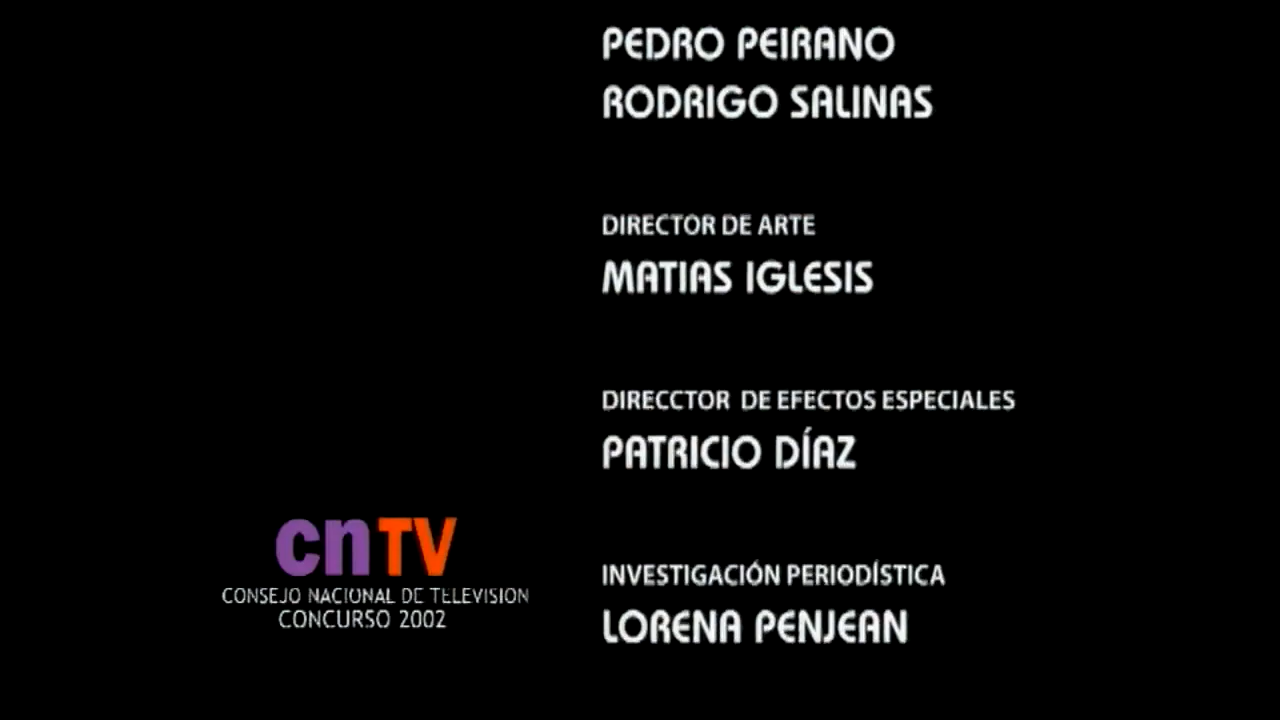 PEDRO PEIRANO
RODRIGO SALINAS
DIRECTOR DE ARTE
MATIAS IGLESIS
DIRECCTOR DE EFECTOS ESPECIALES
PATRICIO DÍAZ
INVESTIGACIÓN PERIODÍSTICA
LORENA PENJEAN
cnTV
CONSEJO NACIONAL DE TELEVISION
CONCURSO 2002